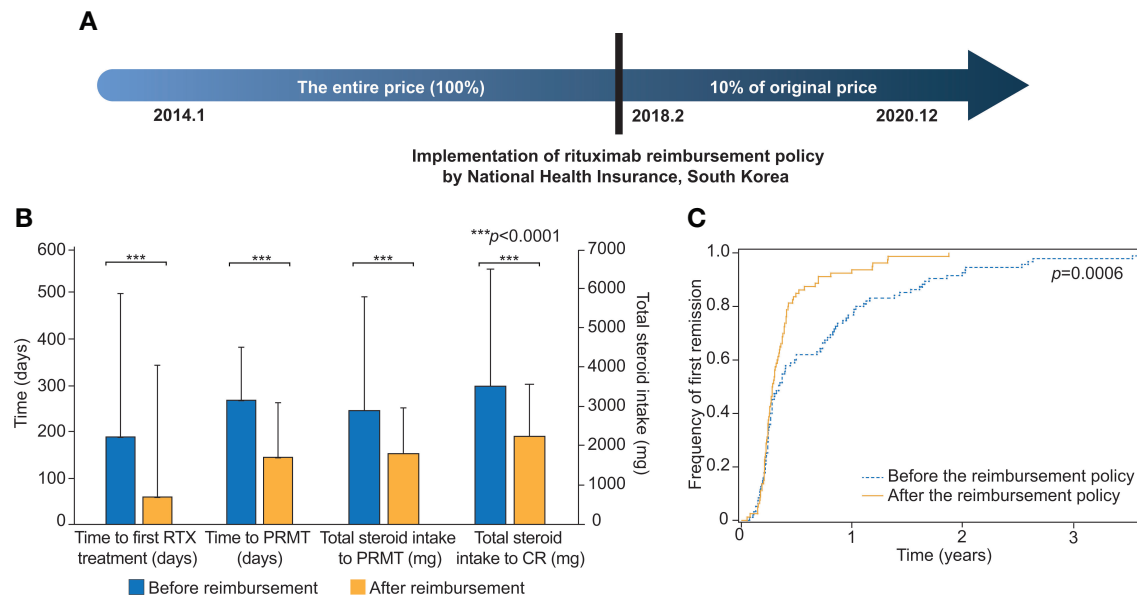 A
The entire price (100%)
10% of original price
2014.1
2018.2
2020.12
Implementation of rituximab reimbursement policy
by National Health Insurance, South Korea
B
***p<0.0001
600
500
400
300
200
100
0
Time (days)
***
***
***
***
7000
6000
5000
4000
3000
2000
1000
0
Total steroid intake (mg)
Time to first RTX
treatment (days)
Time to PRMT
(days)
Total steroid intake
to PRMT (mg)
Total steroid
intake to CR (mg)
Before reimbursement
After reimbursement
C
1.0
0.8
0.6
0.4
0.2
0
Frequency of first remission
p=0.0006
Before the reimbursement policy
After the reimbursement policy
0
1
2
3
Time (years)